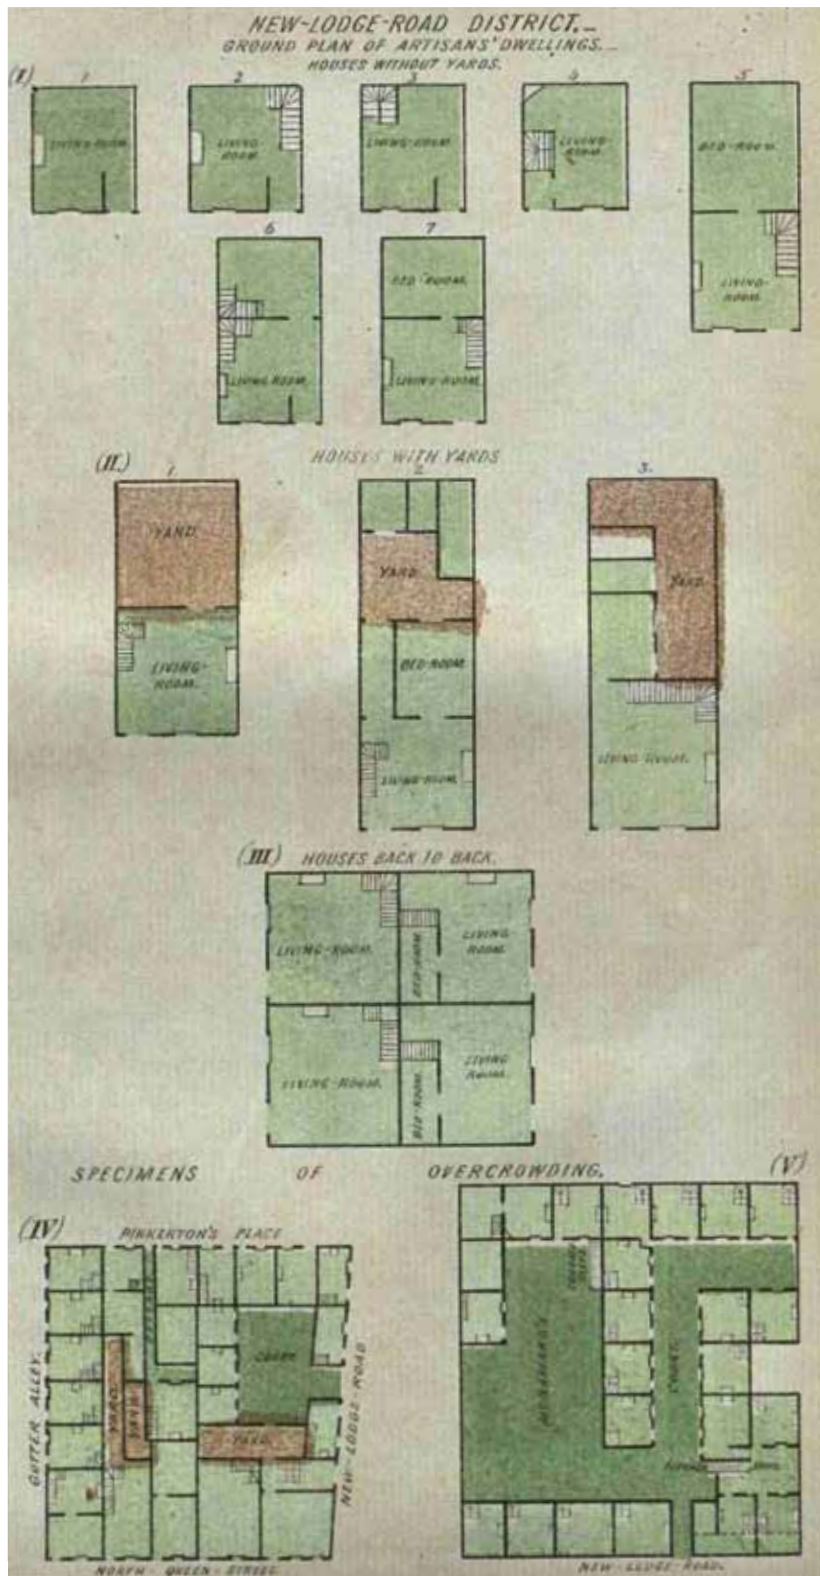 NEW-LODGE-ROAD DISTRICT.
GROUND PLAN OF ARTISANS' DWELLINGS.
HOUSES WITHOUT YARDS.
(I) 1 2 3 4 5
LIVING-ROOM.
LIVING
ROOM.
LIVING-ROOM.
LIVING-
ROOM.
BED-ROOM.
LIVING-
ROOM
6 7
LIVING-ROOM.
BED-ROOM.
LIVING-ROOM.
(II.) HOUSES WITH YARDS
1. 2. 3.
YARD.
LIVING-
ROOM.
YARD.
BED-ROOM.
LIVING-ROOM.
YARD.
LIVING-ROOM.
(III) HOUSES BACK TO BACK.
LIVING-ROOM.
BED-ROOM.
LIVING
ROOM.
LIVING-ROOM.
BED-ROOM.
LIVING
ROOM.
SPECIMENS OF OVERCROWDING.
(IV)
PINKERTON'S PLACE
GUTTER ALLEY.
YARD.
YARD
COURT.
YARD.
NEW-LODGE-ROAD
NORTH-QUEEN-STREET
(V)
COURT.
NEW-LODGE-ROAD.